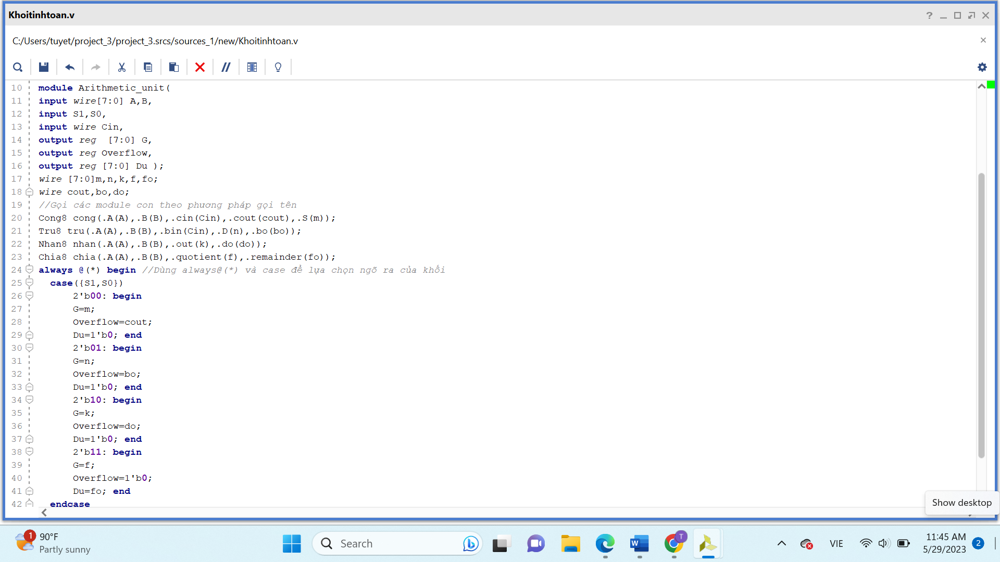 Khoitinhtoan.v
C:/Users/tuyet/project_3/project_3.srcs/sources_1/new/Khoitinhtoan.v
10 module Arithmetic_unit(
11 input wire[7:0] A,B,
12 input S1,S0,
13 input wire Cin,
14 output reg  [7:0] G,
15 output reg Overflow,
16 output reg [7:0] Du );
17 wire [7:0]m,n,k,f,fo;
18 wire cout,bo,do;
19 //Gọi các module con theo phương pháp gọi tên
20 Cong8 cong(.A(A),.B(B),.cin(Cin),.cout(cout),.S(m));
21 Tru8 tru(.A(A),.B(B),.bin(Cin),.D(n),.bo(bo));
22 Nhan8 nhan(.A(A),.B(B),.out(k),.do(do));
23 Chia8 chia(.A(A),.B(B),.quotient(f),.remainder(fo));
24 always @(*) begin //Dùng always@(*) và case để lựa chọn ngõ ra của khối
25   case({S1,S0})
26       2'b00: begin
27       G=m;
28       Overflow=cout;
29       Du=1'b0; end
30       2'b01: begin
31       G=n;
32       Overflow=bo;
33       Du=1'b0; end
34       2'b10: begin
35       G=k;
36       Overflow=do;
37       Du=1'b0; end
38       2'b11: begin
39       G=f;
40       Overflow=1'b0;
41       Du=fo; end
42   endcase
Show desktop
1
90°F
Partly sunny
Search
T
VIE
11:45 AM
5/29/2023
2